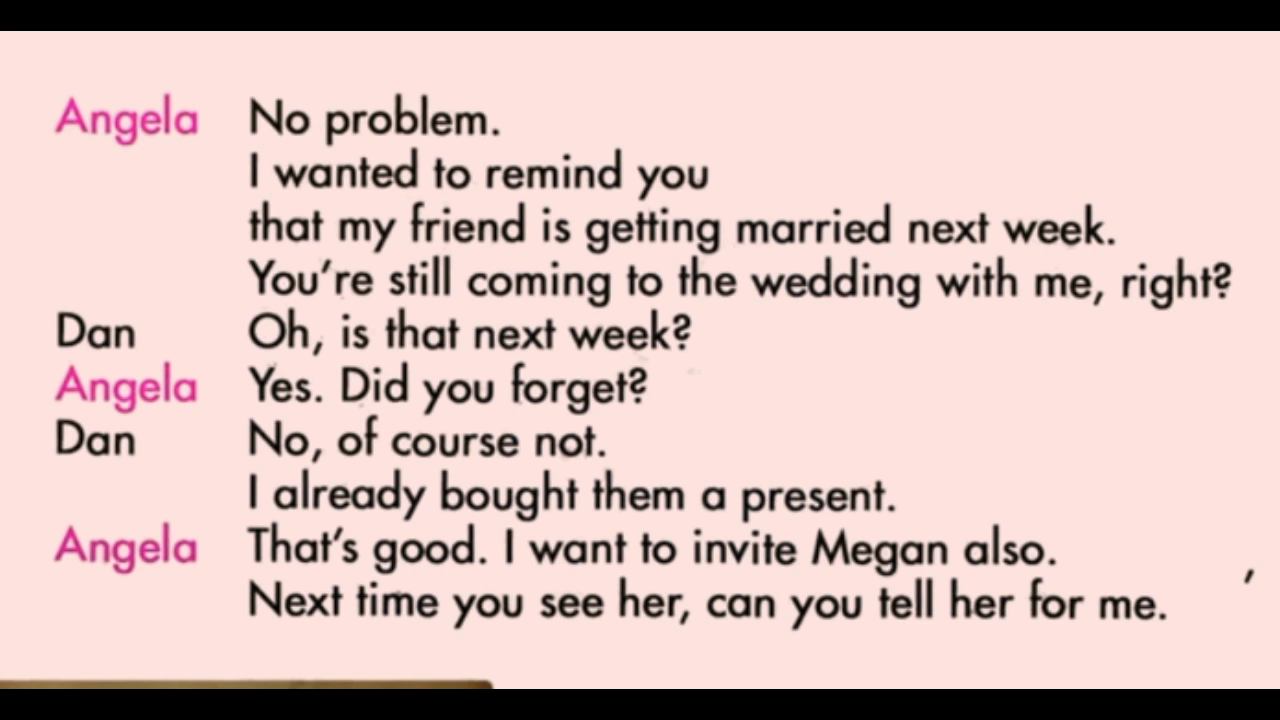 Angela No problem.
I wanted to remind you
that my friend is getting married next week.
You're still coming to the wedding with me, right?
Dan Oh, is that next week?
Angela Yes. Did you forget?
Dan No, of course not.
I already bought them a present.
Angela That's good. I want to invite Megan also.
Next time you see her, can you tell her for me.